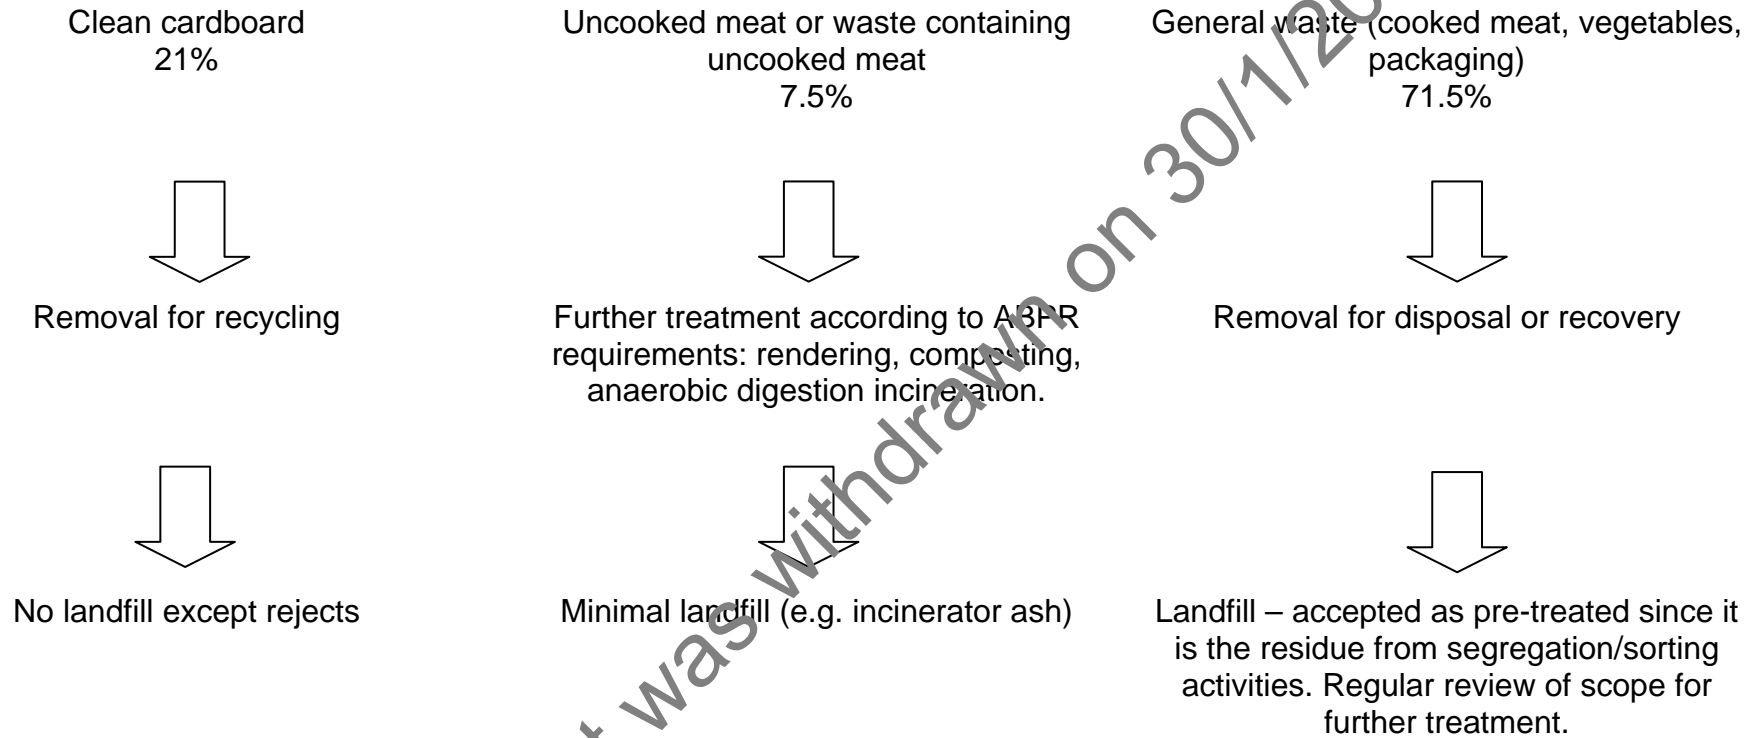 Clean cardboard
21%
Uncooked meat or waste containing
uncooked meat
7.5%
General waste (cooked meat, vegetables,
packaging)
71.5%
Removal for recycling
Further treatment according to ABPR
requirements: rendering, composting,
anaerobic digestion incineration.
Removal for disposal or recovery
No landfill except rejects
Minimal landfill (e.g. incinerator ash)
Landfill – accepted as pre-treated since it
is the residue from segregation/sorting
activities. Regular review of scope for
further treatment.
was withdrawn on 30/1/20